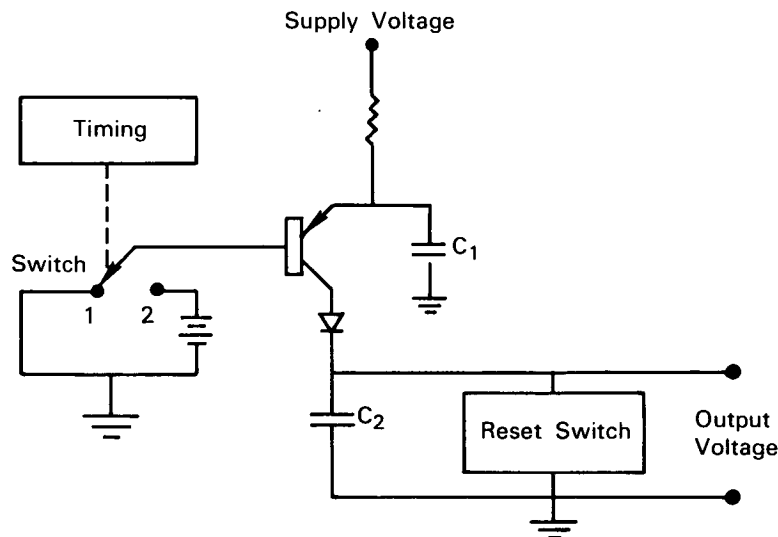 Supply Voltage
Timing
Switch
1
2
C1
C2
Reset Switch
Output
Voltage